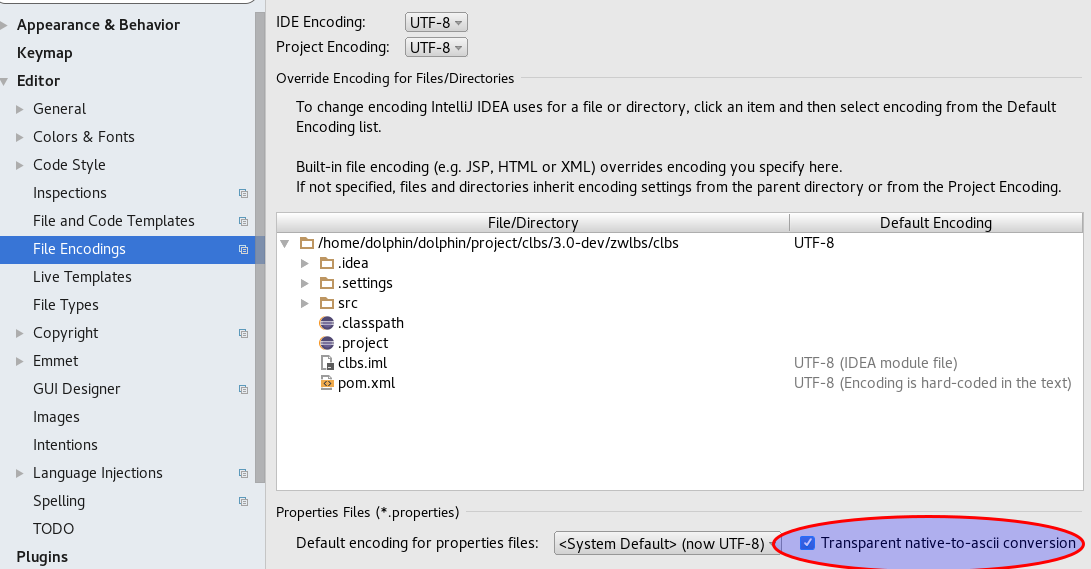 Appearance & Behavior
Keymap
Editor
General
Colors & Fonts
Code Style
Inspections
File and Code Templates
File Encodings
Live Templates
File Types
Copyright
Emmet
GUI Designer
Images
Intentions
Language Injections
Spelling
TODO
Plugins
IDE Encoding: UTF-8
Project Encoding: UTF-8
Override Encoding for Files/Directories
To change encoding IntelliJ IDEA uses for a file or directory, click an item and then select encoding from the Default
Encoding list.
Built-in file encoding (e.g. JSP, HTML or XML) overrides encoding you specify here.
If not specified, files and directories inherit encoding settings from the parent directory or from the Project Encoding.
File/Directory Default Encoding
/home/dolphin/dolphin/project/clbs/3.0-dev/zwlbs/clbs UTF-8
.idea
.settings
src
.classpath
.project
clbs.iml UTF-8 (IDEA module file)
pom.xml UTF-8 (Encoding is hard-coded in the text)
Properties Files (*.properties)
Default encoding for properties files: <System Default> (now UTF-8) Transparent native-to-ascii conversion